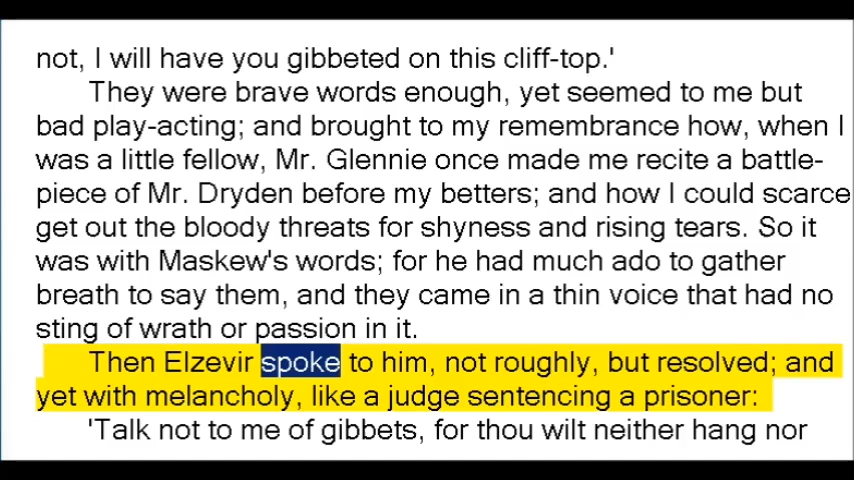 not, I will have you gibbeted on this cliff-top.'
They were brave words enough, yet seemed to me but
bad play-acting; and brought to my remembrance how, when I
was a little fellow, Mr. Glennie once made me recite a battle-
piece of Mr. Dryden before my betters; and how I could scarce
get out the bloody threats for shyness and rising tears. So it
was with Maskew's words; for he had much ado to gather
breath to say them, and they came in a thin voice that had no
sting of wrath or passion in it.
Then Elzevir spoke to him, not roughly, but resolved; and
yet with melancholy, like a judge sentencing a prisoner:
'Talk not to me of gibbets, for thou wilt neither hang nor